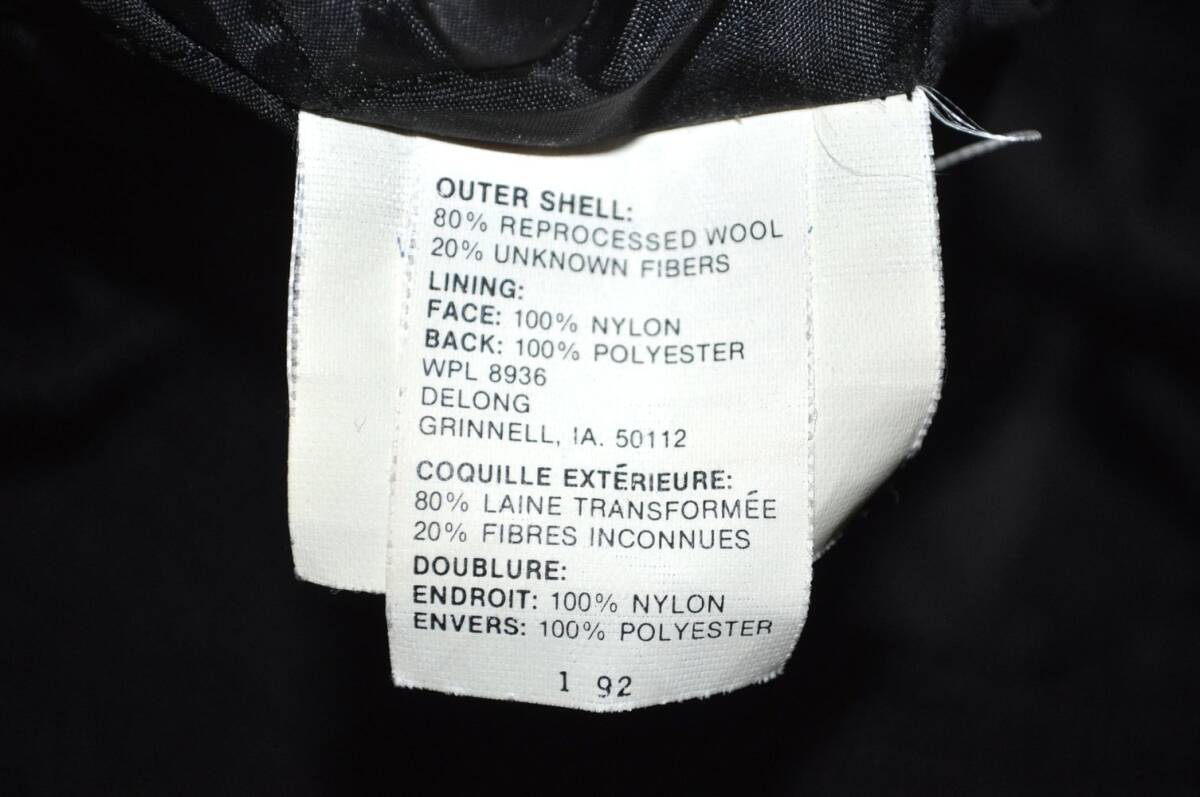 OUTER SHELL:
80% REPROCESSED WOOL
20% UNKNOWN FIBERS
LINING:
FACE: 100% NYLON
BACK: 100% POLYESTER
WPL 8936
DELONG
GRINNELL, IA. 50112
COQUILLE EXTÉRIEURE:
80% LAINE TRANSFORMÉE
20% FIBRES INCONNUES
DOUBLURE:
ENDROIT: 100% NYLON
ENVERS: 100% POLYESTER
1 92